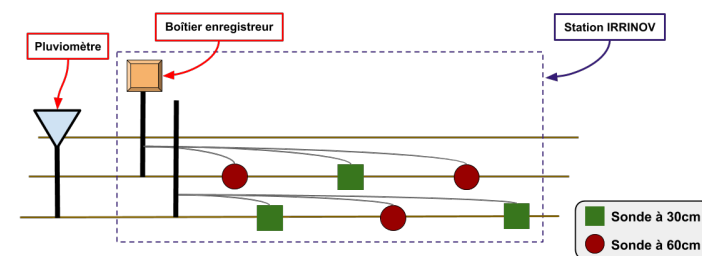 Boîtier enregistreur
Station IRRINOV
Pluviomètre
Sonde à 30cm
Sonde à 60cm